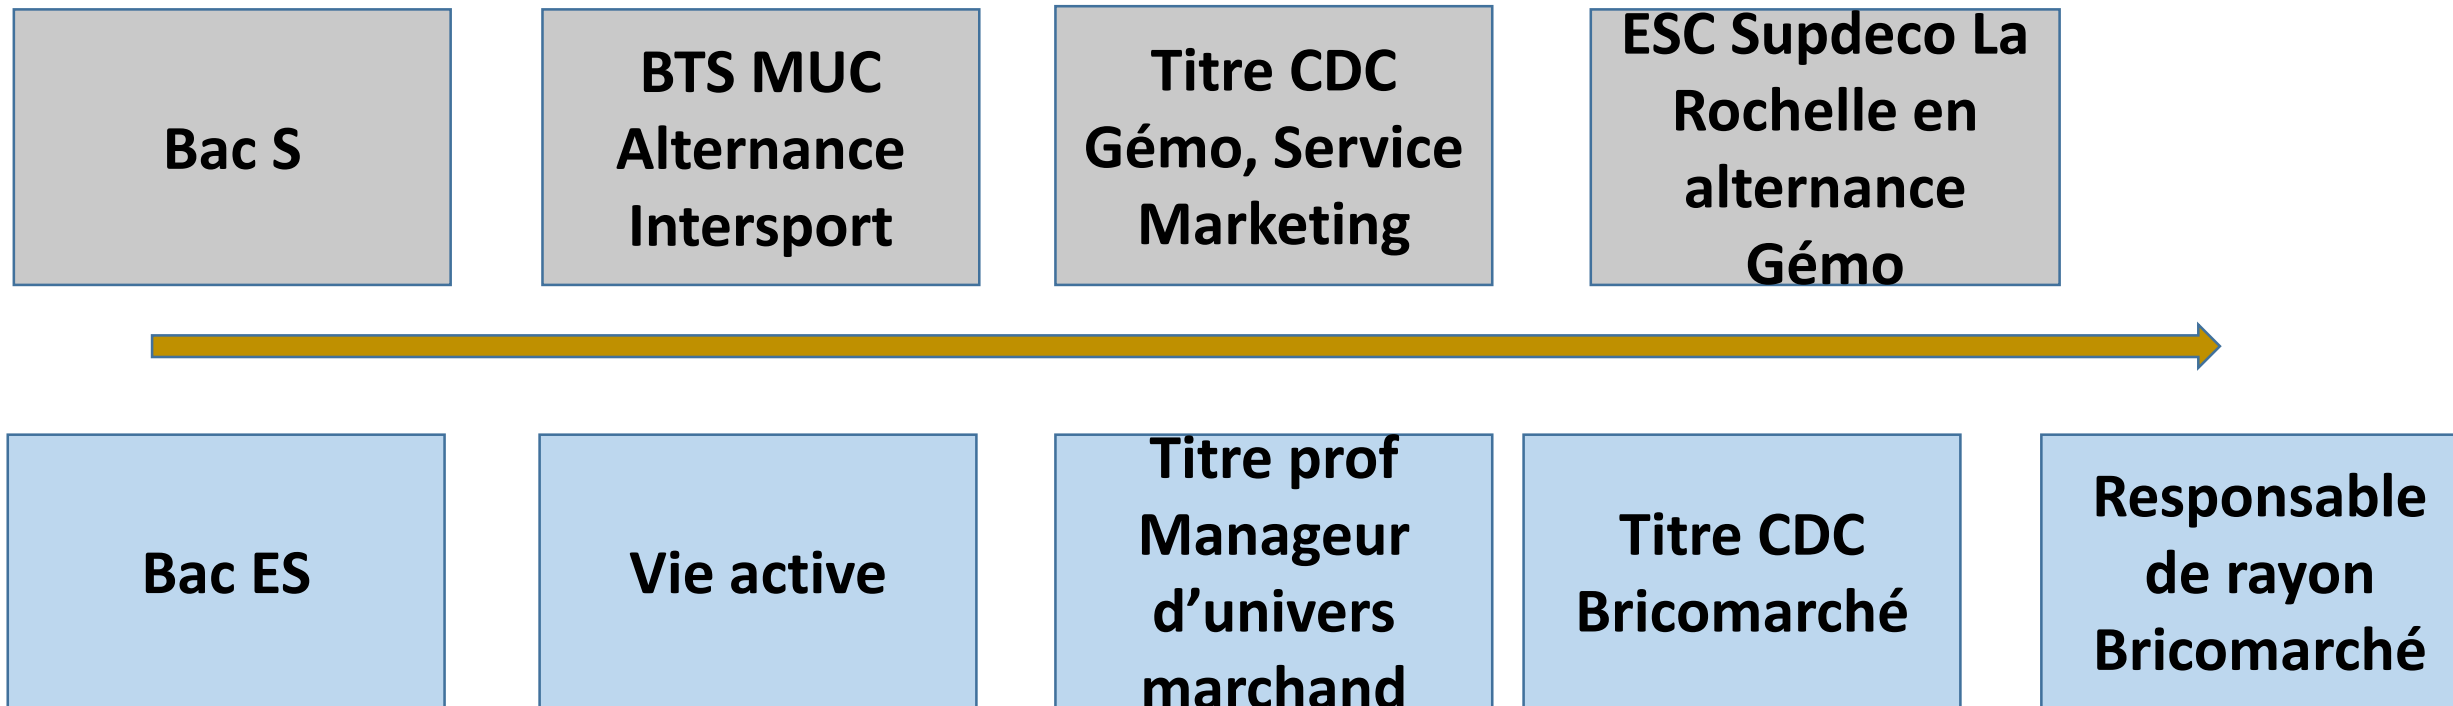 Bac S
BTS MUC
Alternance
Intersport
Titre CDC
Gémo, Service
Marketing
ESC Supdeco La
Rochelle en
alternance
Gémo
Bac ES
Vie active
Titre prof
Manageur
d’univers
marchand
Titre CDC
Bricomarché
Responsable
de rayon
Bricomarché